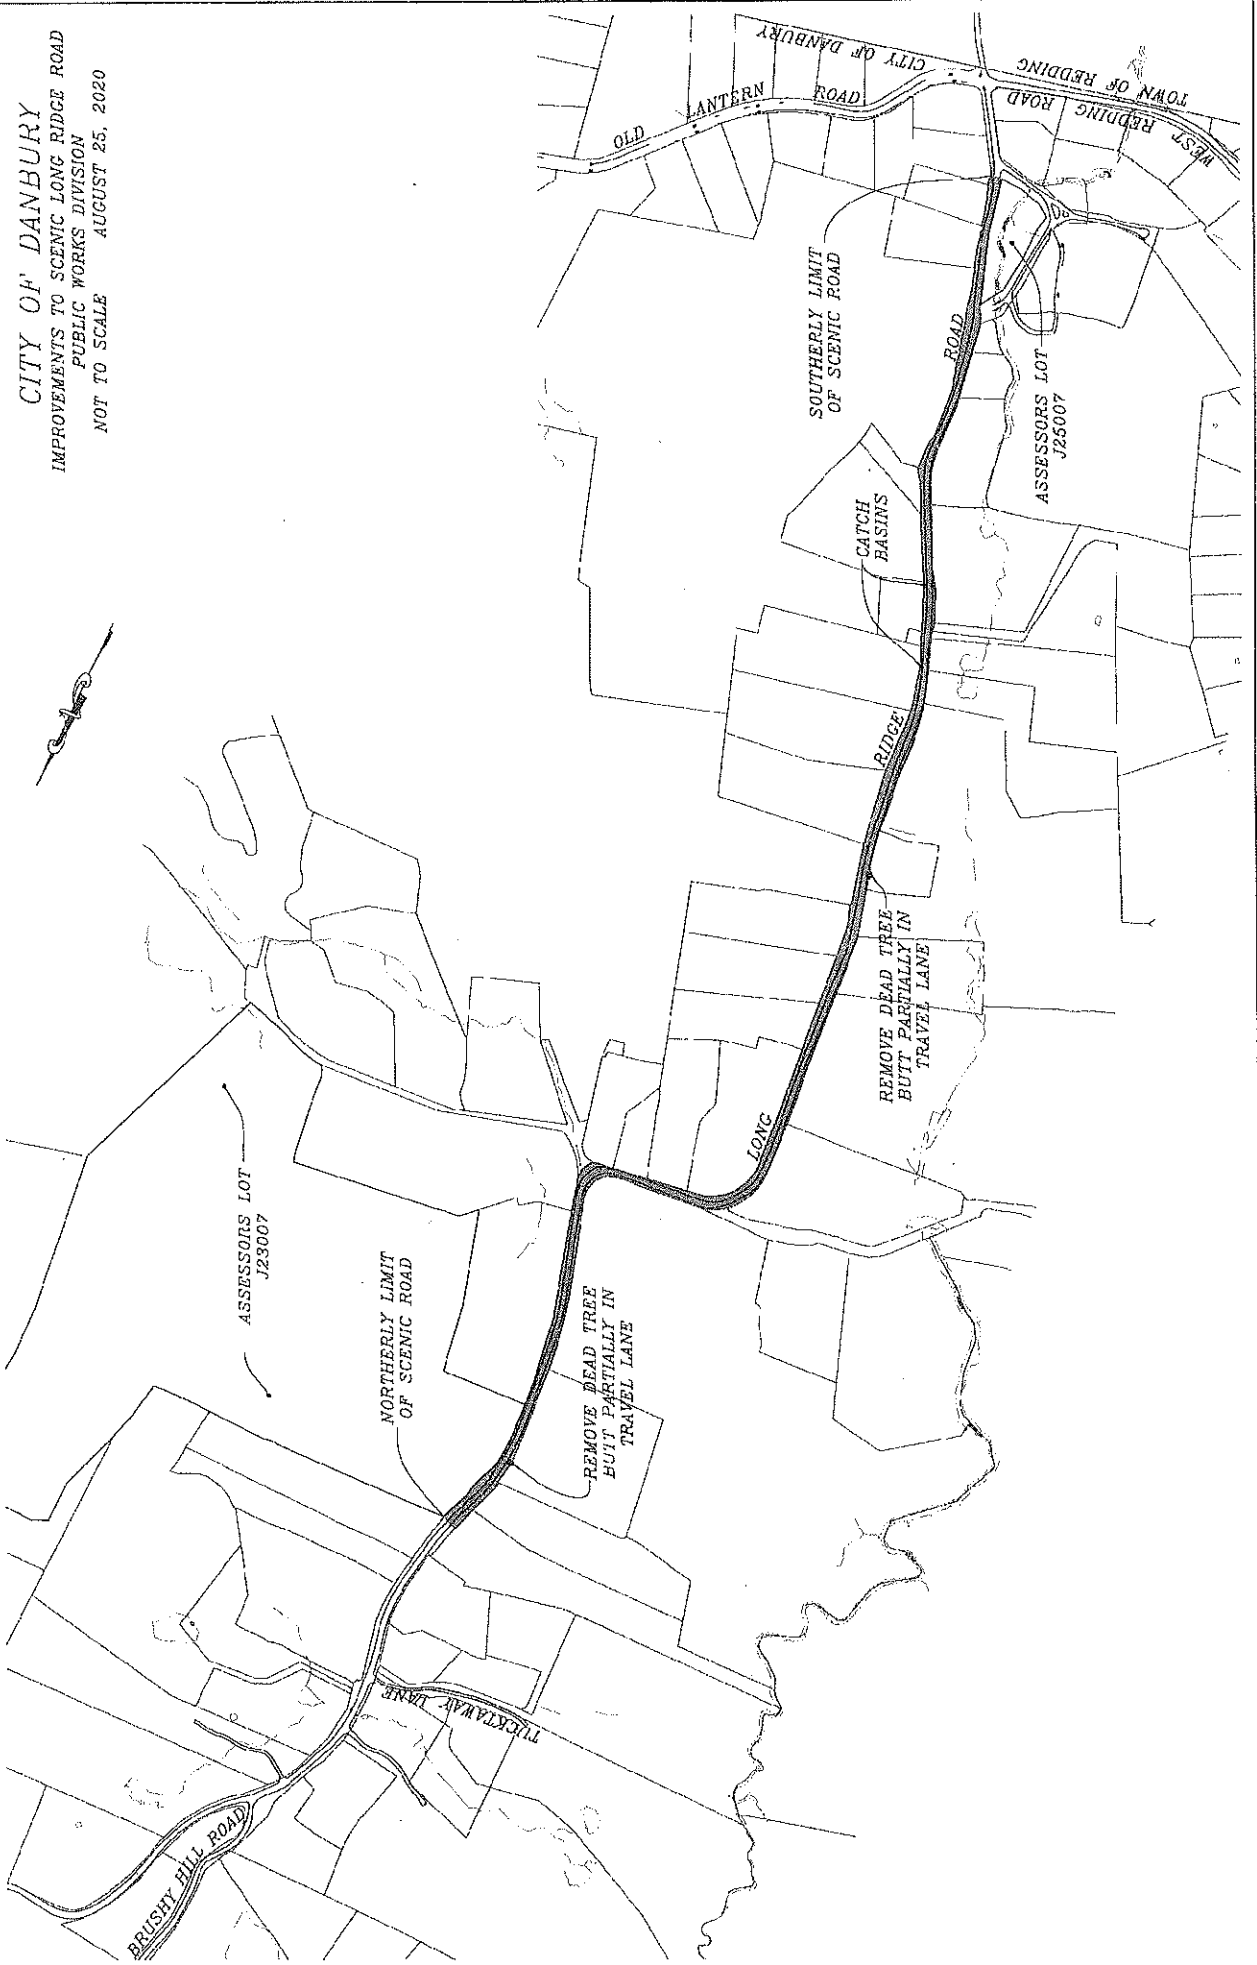 CITY OF DANBURY
IMPROVEMENTS TO SCENIC LONG RIDGE ROAD
PUBLIC WORKS DIVISION
NOT TO SCALE AUGUST 25, 2020
BRUSHY HILL ROAD
TUCKTAWAY LANE
NORTHERLY LIMIT
OF SCENIC ROAD
ASSESSORS LOT
J23007
REMOVE DEAD TREE
BUTT PARTIALLY IN
TRAVEL LANE
LONG
RIDGE
ROAD
REMOVE DEAD TREE
BUTT PARTIALLY IN
TRAVEL LANE
CATCH
BASINS
SOUTHERLY LIMIT
OF SCENIC ROAD
ASSESSORS LOT
J25007
OLD
LANTERN
ROAD
CITY OF DANBURY
TOWN OF REDDING
WEST
REDDING
ROAD